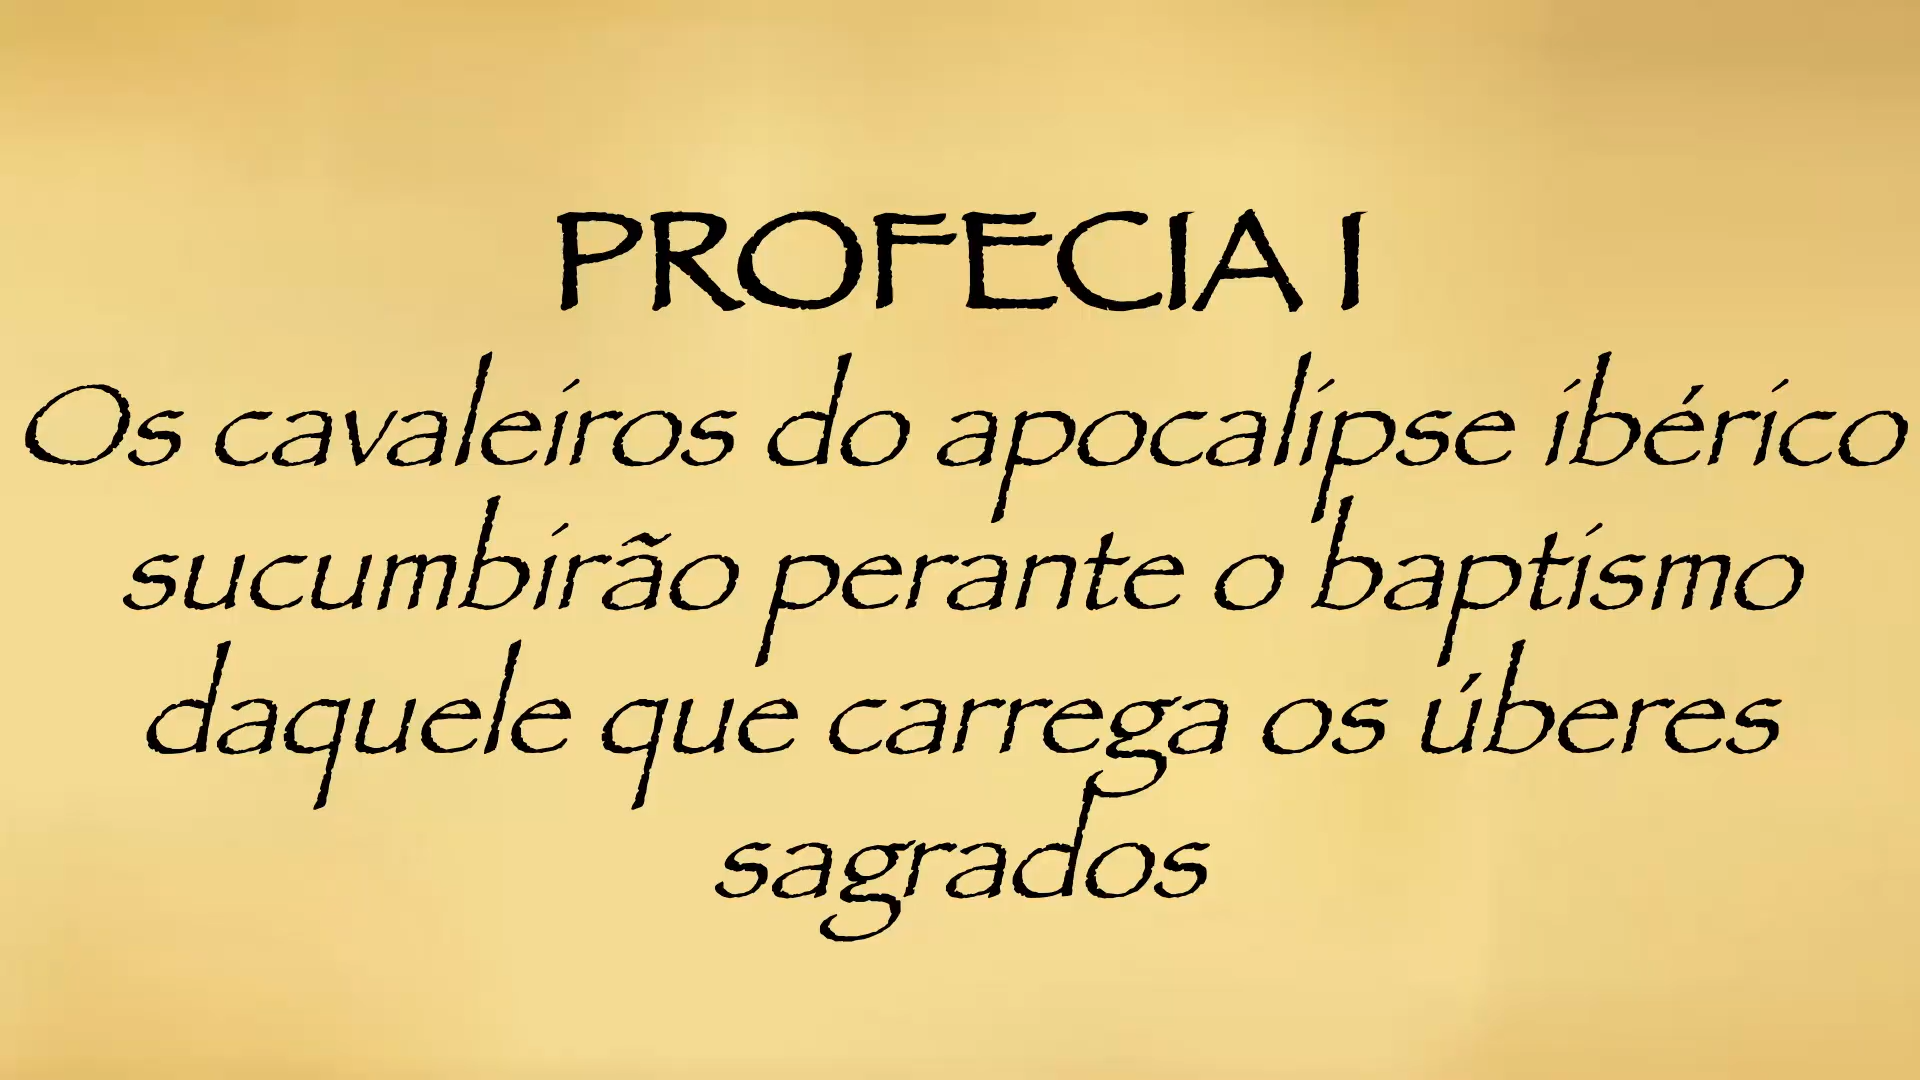 PROFECIA I
Os cavaleiros do apocalipse ibérico
sucumbirão perante o baptismo
daquele que carrega os úberes
sagrados